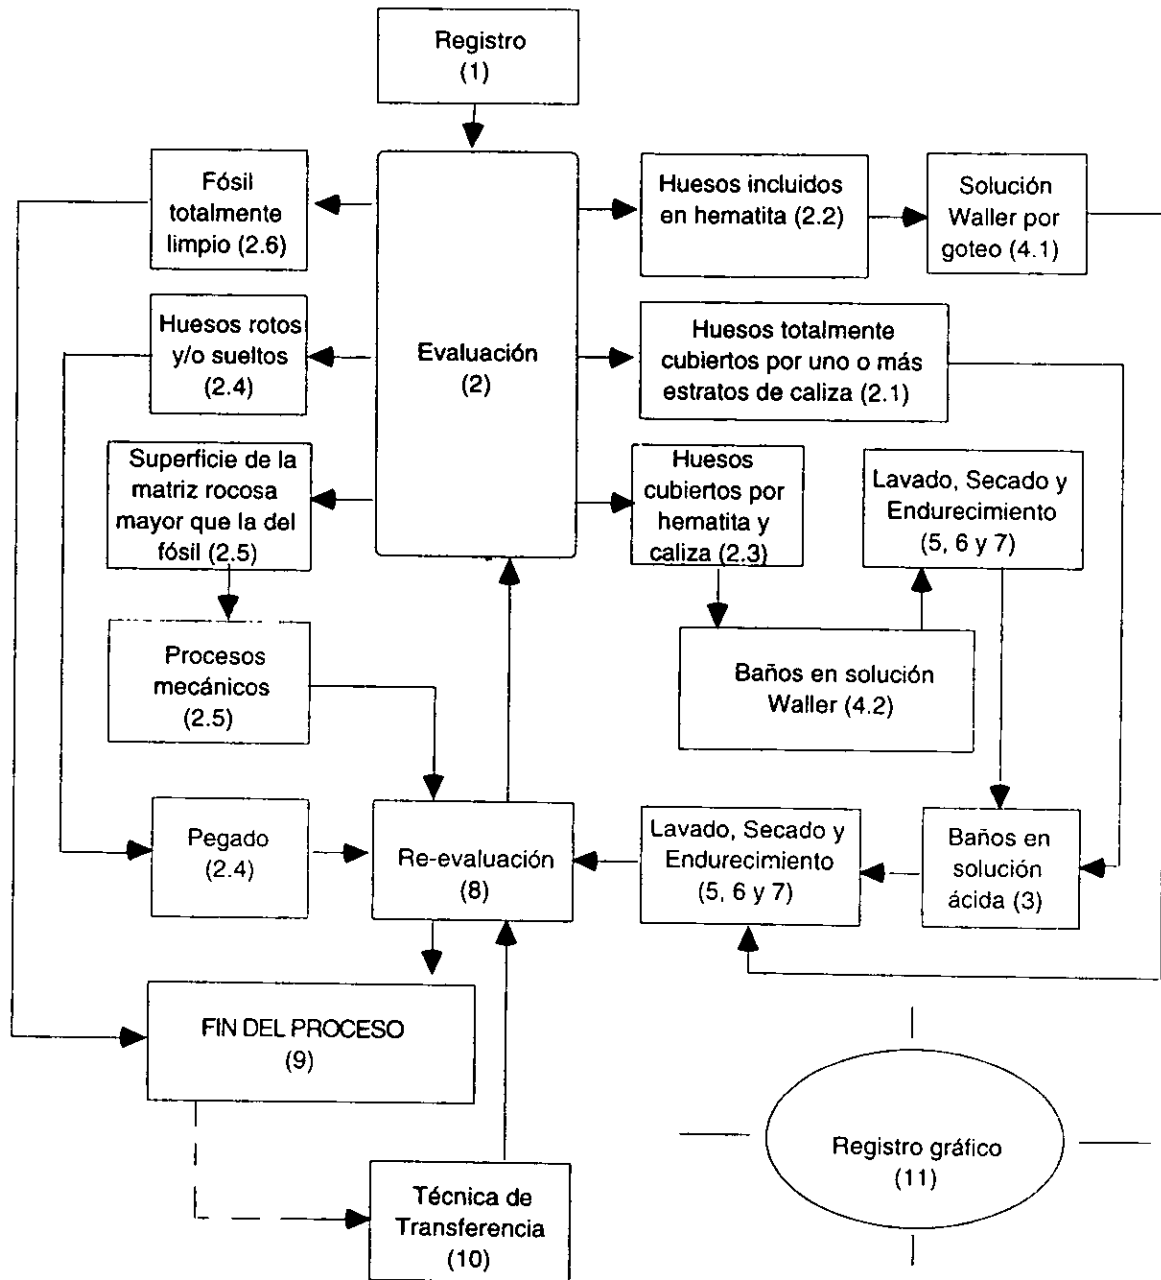 Registro
(1)
Fósil
totalmente
limpio (2.6)
Evaluación
(2)
Huesos incluidos
en hematita (2.2)
Solución
Waller por
goteo (4.1)
Huesos rotos
y/o sueltos
(2.4)
Huesos totalmente
cubiertos por uno o más
estratos de caliza (2.1)
Superficie de la
matriz rocosa
mayor que la del
fósil (2.5)
Huesos
cubiertos por
hematita y
caliza (2.3)
Lavado, Secado y
Endurecimiento
(5, 6 y 7)
Procesos
mecánicos
(2.5)
Baños en solución
Waller (4.2)
Pegado
(2.4)
Re-evaluación
(8)
Lavado, Secado y
Endurecimiento
(5, 6 y 7)
Baños en
solución
ácida (3)
FIN DEL PROCESO
(9)
Técnica de
Transferencia
(10)
Registro gráfico
(11)